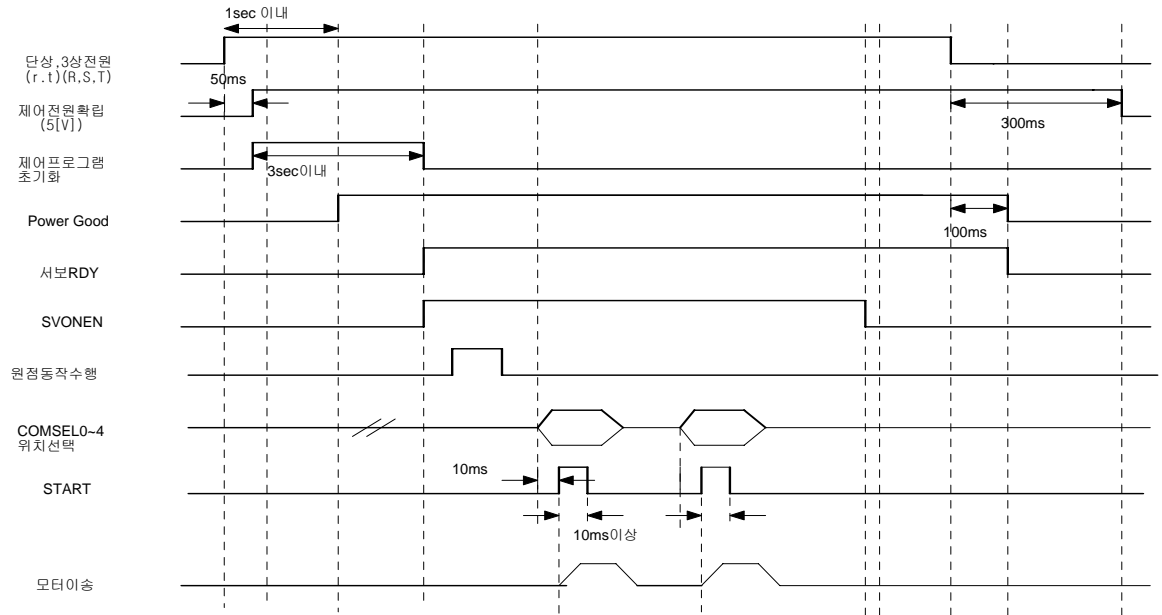 1sec 이내
단상,3상전원
(r.t)(R,S,T)
50ms
제어전원확립
(5[V])
300ms
제어프로그램
초기화
3sec이내
Power Good
100ms
서보RDY
SVONEN
원점동작수행
COMSEL0~4
위치선택
10ms
START
10ms이상
모터이송